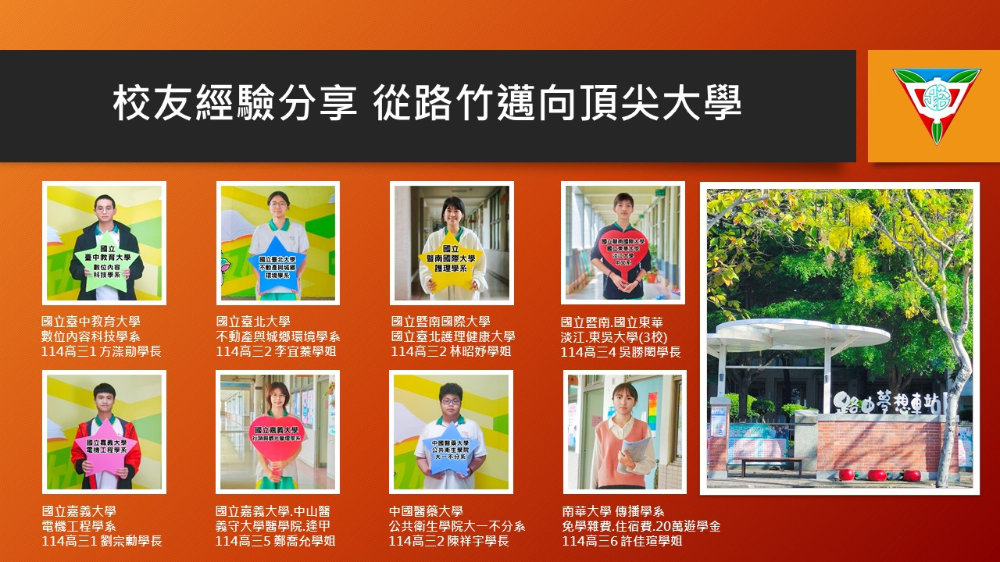 校友經驗分享 從路竹邁向頂尖大學
路
國立
臺中教育大學
數位內容
科技學系
國立臺北大學
不動產與城鄉
環境學系
國立
暨南國際大學
護理學系
國立暨南國際大學
國立東華大學
淡江大學
中文系
國立臺中教育大學
數位內容科技學系
114高三1 方滐勛學長
國立臺北大學
不動產與城鄉環境學系
114高三2 李宜蓁學姐
國立暨南國際大學
國立臺北護理健康大學
114高三2 林昭妤學姐
國立暨南.國立東華
淡江.東吳大學(3校)
114高三4 吳勝閎學長
路中夢想車站
國立嘉義大學
電機工程學系
國立嘉義大學
行銷與觀光管理學系
中國醫藥大學
公共衛生學院
大一不分系
國立嘉義大學
電機工程學系
114高三1 劉宗勳學長
國立嘉義大學.中山醫
義守大學醫學院.逢甲
114高三5 鄭喬允學姐
中國醫藥大學
公共衛生學院大一不分系
114高三2 陳祥宇學長
南華大學 傳播學系
免學雜費.住宿費.20萬遊學金
114高三6 許佳瑄學姐